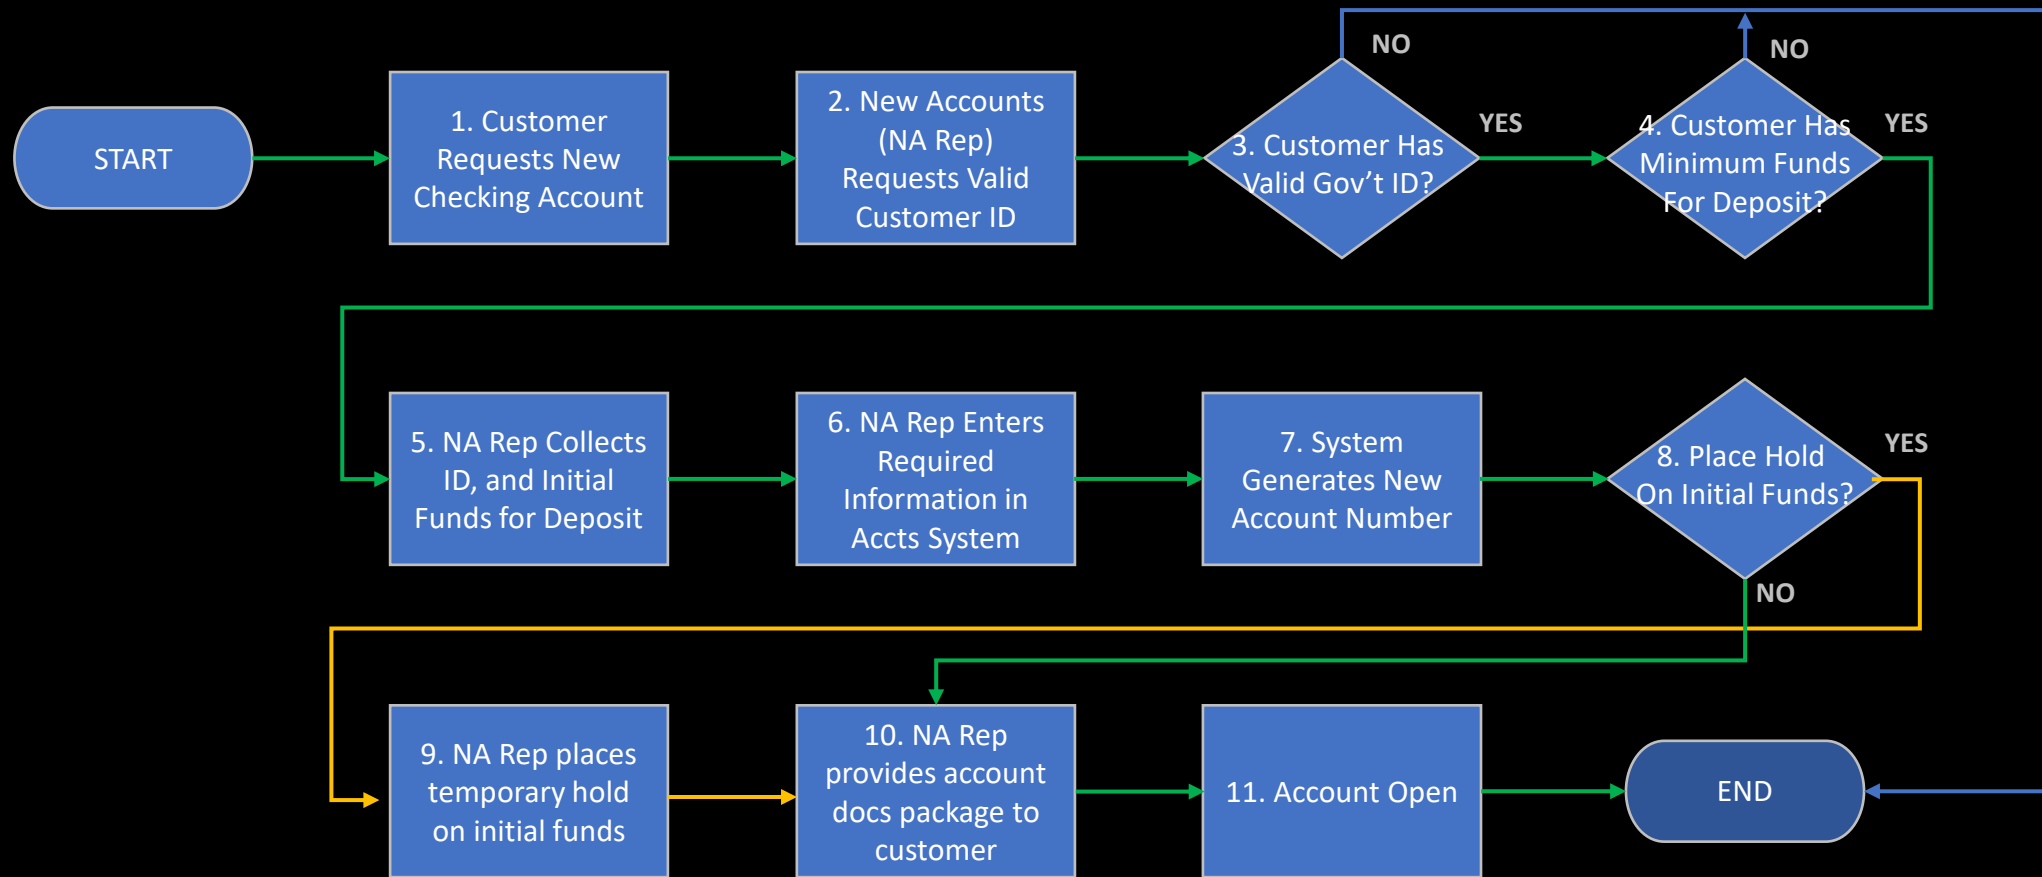 START
1. Customer
Requests New
Checking Account
2. New Accounts
(NA Rep)
Requests Valid
Customer ID
3. Customer Has
Valid Gov’t ID?
NO
YES
4. Customer Has
Minimum Funds
For Deposit?
NO
YES
5. NA Rep Collects
ID, and Initial
Funds for Deposit
6. NA Rep Enters
Required
Information in
Accts System
7. System
Generates New
Account Number
8. Place Hold
On Initial Funds?
YES
NO
9. NA Rep places
temporary hold
on initial funds
10. NA Rep
provides account
docs package to
customer
11. Account Open
END